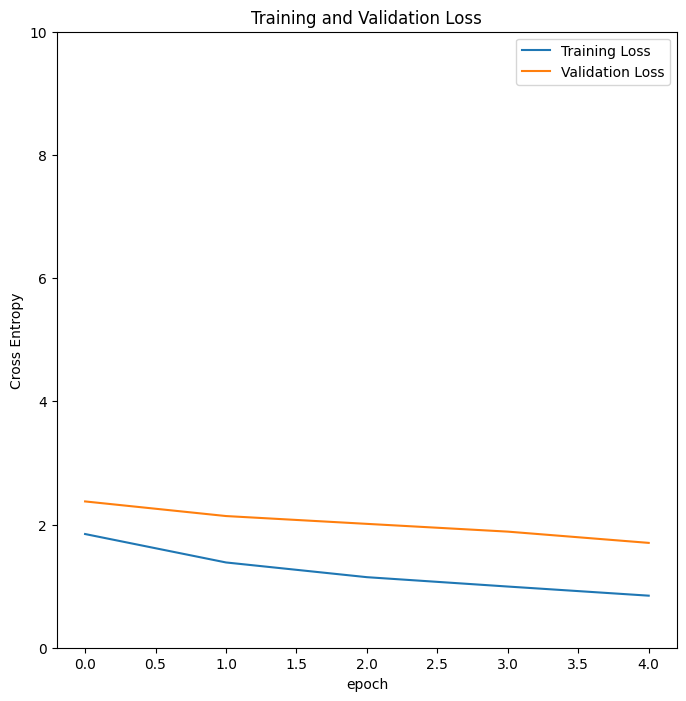 Training and Validation Loss
Training Loss
Validation Loss
Cross Entropy
10
8
6
4
2
0
0.0 0.5 1.0 1.5 2.0 2.5 3.0 3.5 4.0
epoch